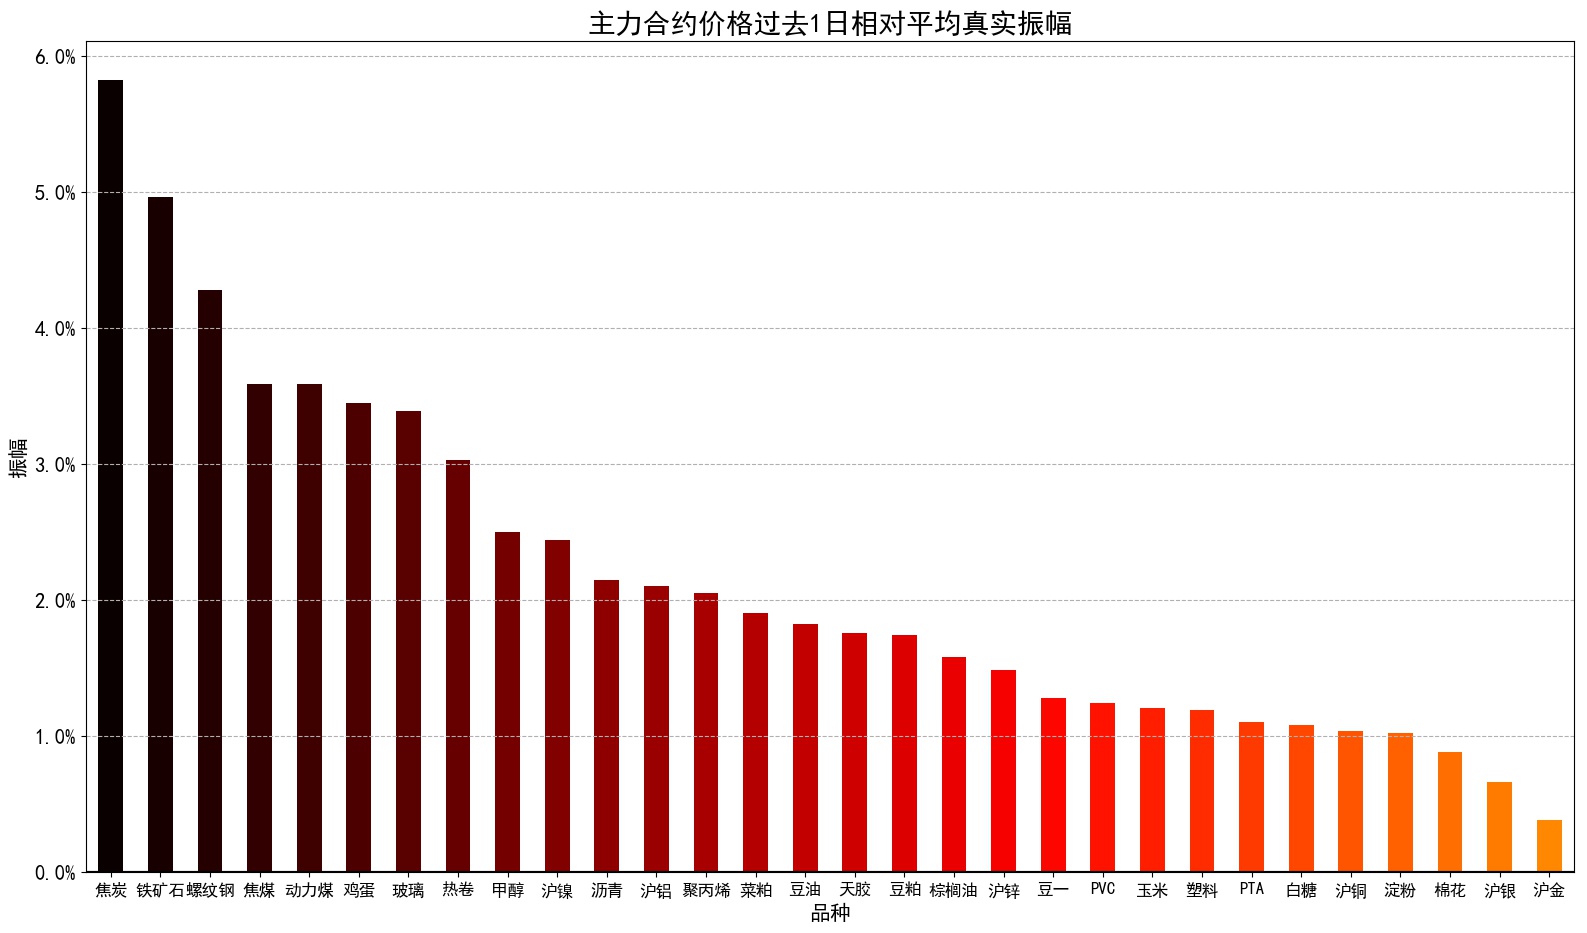 主力合约价格过去1日相对平均真实振幅
6.0%
5.0%
4.0%
3.0%
2.0%
1.0%
0.0%
振幅
焦炭 铁矿石 螺纹钢 焦煤 动力煤 鸡蛋 玻璃 热卷 甲醇 沪镍 沥青 沪铝 聚丙烯 菜粕 豆油 天胶 豆粕 棕榈油 沪锌 豆一 PVC 玉米 塑料 PTA 白糖 沪铜 淀粉 棉花 沪银 沪金
品种